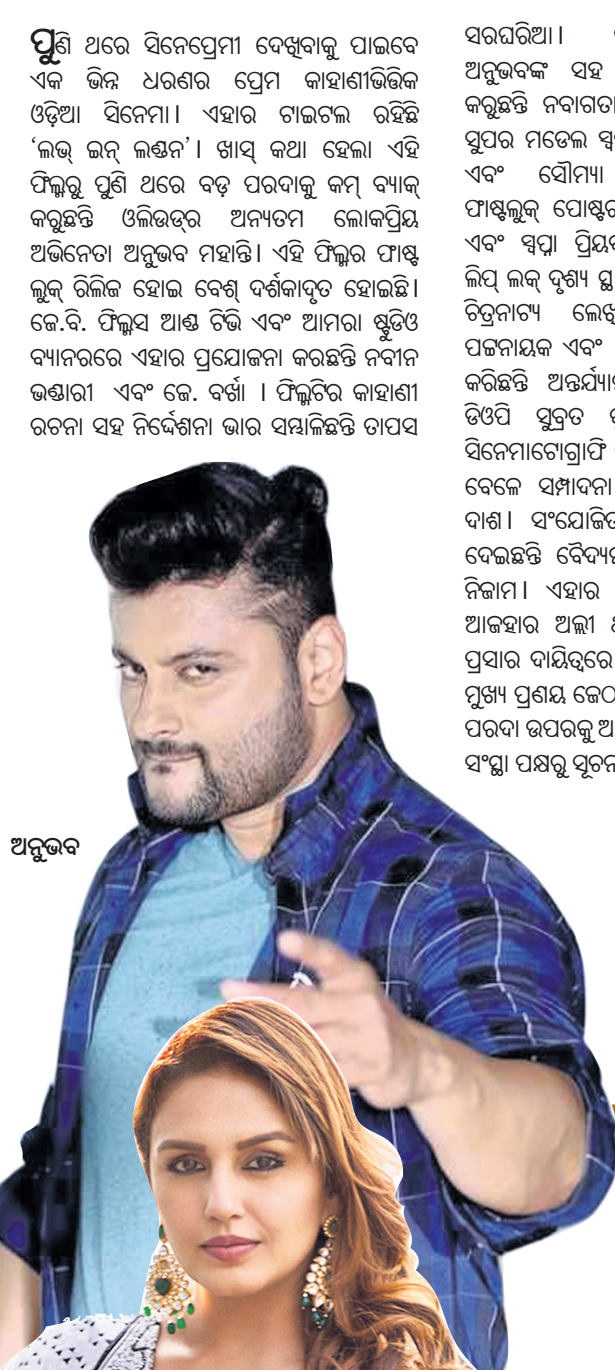 ପୁଣି ଥରେ ସିନେପ୍ରେମୀ ଦେଖିବାକୁ ପାଇବେ
ଏକ ଭିନ୍ନ ଧରଣର ପ୍ରେମ କାହାଣୀଭିତ୍ତିକ
ଓଡ଼ିଆ ସିନେମା। ଏହାର ଟାଇଟଲ ରହିଛି
‘ଲଭ୍ ଇନ୍ ଲଣ୍ଡନ’। ଖାସ୍ କଥା ହେଲା ଏହି
ଫିଲ୍ମରୁ ପୁଣି ଥରେ ବଡ଼ ପରଦାକୁ କମ୍ ବ୍ୟାକ୍
କରୁଛନ୍ତି ଓଲିଉଡ୍‌ର ଅନ୍ୟତମ ଲୋକପ୍ରିୟ
ଅଭିନେତା ଅନୁଭବ ମହାନ୍ତି। ଏହି ଫିଲ୍ମର ଫାଷ୍ଟ
ଲୁକ୍ ରିଲିଜ ହୋଇ ବେଶ୍ ଦର୍ଶକାଦୃତ ହୋଇଛି।
ଜେ.ବି. ଫିଲ୍ମସ ଆଣ୍ଡ ଟିଭି ଏବଂ ଆମରା ଷ୍ଟୁଡିଓ
ବ୍ୟାନରରେ ଏହାର ପ୍ରଯୋଜନା କରଛନ୍ତି ନବୀନ
ଭଣ୍ଡାରୀ ଏବଂ ଜେ. ବର୍ଷା । ଫିଲ୍ମଟିର କାହାଣୀ
ରଚନା ସହ ନିର୍ଦ୍ଦେଶନା ଭାର ସମ୍ଭାଳିଛନ୍ତି ତାପସ
ସରଘରିଆ।
ଅନୁଭବଙ୍କ ସହ
କରୁଛନ୍ତି ନବାଗତା
ସୁପର ମଡେଲ
ଏବଂ ସୌମ୍ୟା
ଫାଷ୍ଟଲୁକ୍
ଏବଂ ସ୍ୱପ୍ନା
ଲିପ୍ ଲକ୍ ଦୃଶ୍ୟ
ଚିତ୍ରନାଟ୍ୟ
ପଟ୍ଟନାୟକ ଏବଂ
କରିଛନ୍ତି
ଡିଓପି ସୁବ୍ରତ
ସିନେମାଟୋଗ୍ରାଫି
ବେଳେ ସମ୍ପାଦନା
ଦାଶ।
ଦେଇଛନ୍ତି
ନିଜାମ। ଏହାର
ଆଜହାର ଅଲ୍ଲୀ
ପ୍ରସାର ଦାୟିତ୍ୱରେ
ମୁଖ୍ୟ ପ୍ରଣୟ
ପରଦା ଉପରକୁ
ସଂସ୍ଥା ପକ୍ଷରୁ
ଅନୁଭବ